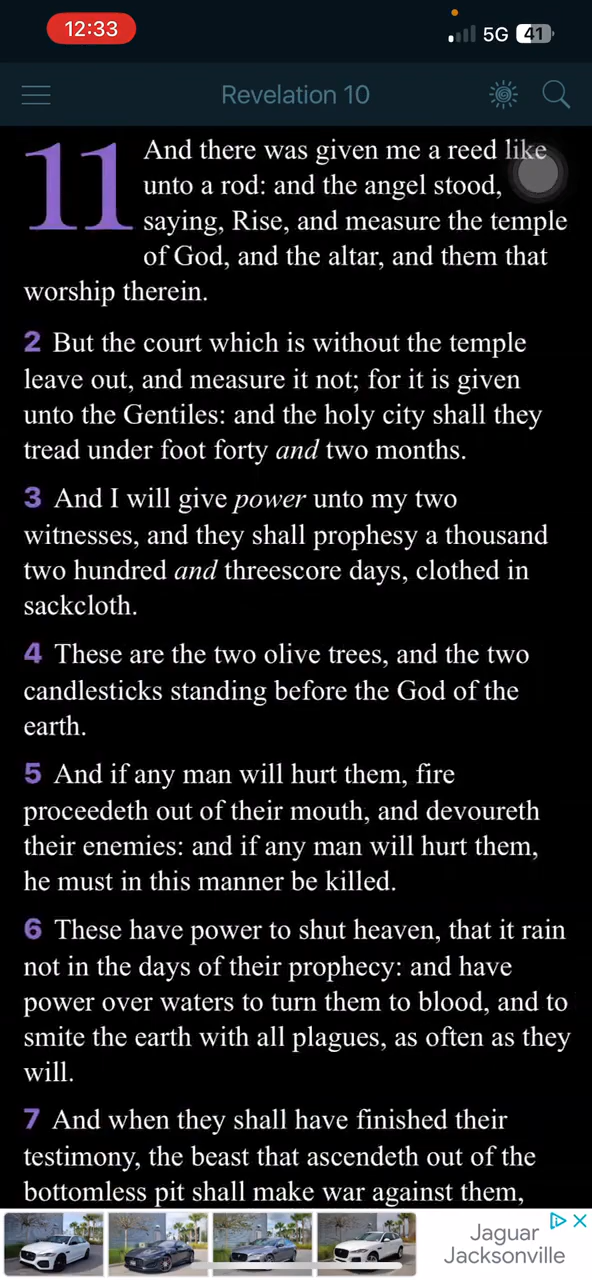 12:33
5G 41
Revelation 10
11 And there was given me a reed like
unto a rod: and the angel stood,
saying, Rise, and measure the temple
of God, and the altar, and them that
worship therein.
2 But the court which is without the temple
leave out, and measure it not; for it is given
unto the Gentiles: and the holy city shall they
tread under foot forty and two months.
3 And I will give power unto my two
witnesses, and they shall prophesy a thousand
two hundred and threescore days, clothed in
sackcloth.
4 These are the two olive trees, and the two
candlesticks standing before the God of the
earth.
5 And if any man will hurt them, fire
proceedeth out of their mouth, and devoureth
their enemies: and if any man will hurt them,
he must in this manner be killed.
6 These have power to shut heaven, that it rain
not in the days of their prophecy: and have
power over waters to turn them to blood, and to
smite the earth with all plagues, as often as they
will.
7 And when they shall have finished their
testimony, the beast that ascendeth out of the
bottomless pit shall make war against them,
Jaguar
Jacksonville